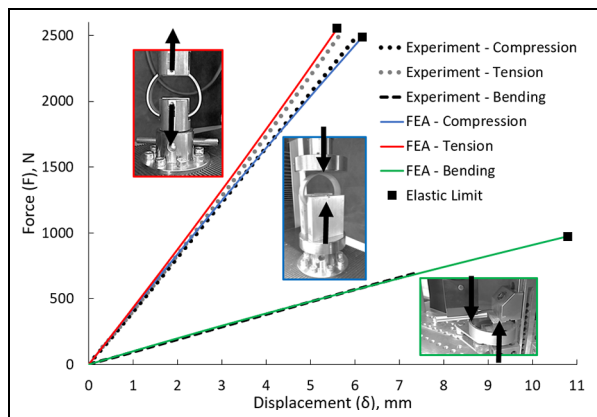 2500
2000
1500
1000
500
0
Force (F), N
0 1 2 3 4 5 6 7 8 9 10 11
Displacement (δ), mm
Experiment - Compression
Experiment - Tension
Experiment - Bending
FEA - Compression
FEA - Tension
FEA - Bending
Elastic Limit